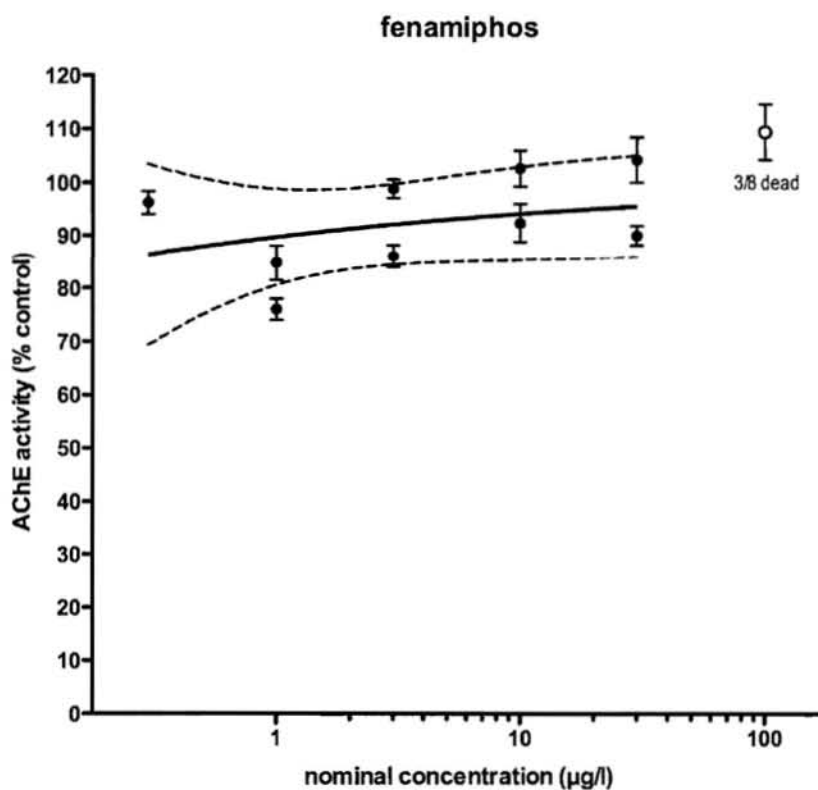 fenamiphos
120
110
100
90
80
70
60
50
40
30
20
10
0
AChE activity (% control)
3/8 dead
1 10 100
nominal concentration (µg/l)